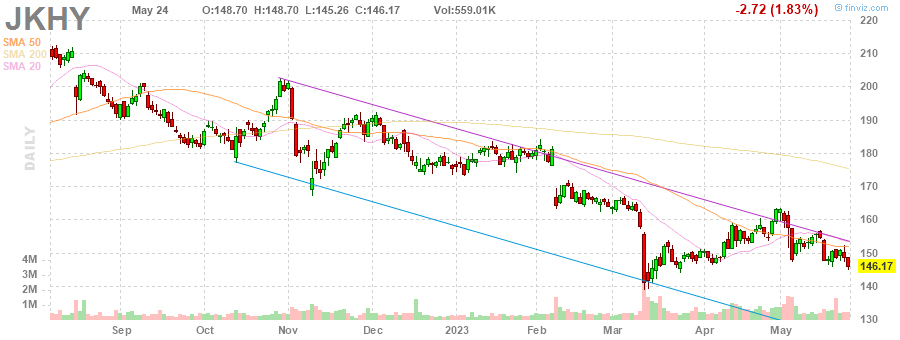 JKHY May 24 O:148.70 H:148.70 L:145.26 C:146.17 Vol:559.01K -2.72 (1.83%) © finviz.com
SMA 50
SMA 200
SMA 20
DAILY
220
210
200
190
180
170
160
150
146.17
140
130
4M
3M
2M
1M
Sep Oct Nov Dec 2023 Feb Mar Apr May